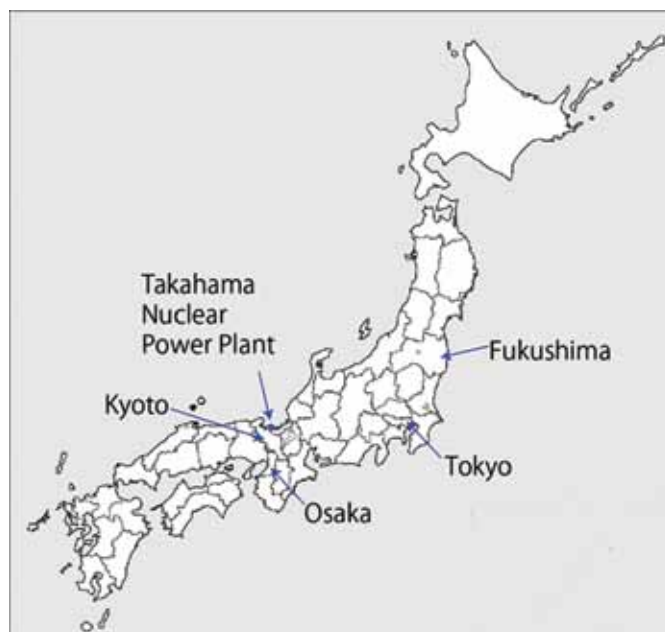 Takahama
Nuclear
Power Plant
Fukushima
Kyoto
Tokyo
Osaka